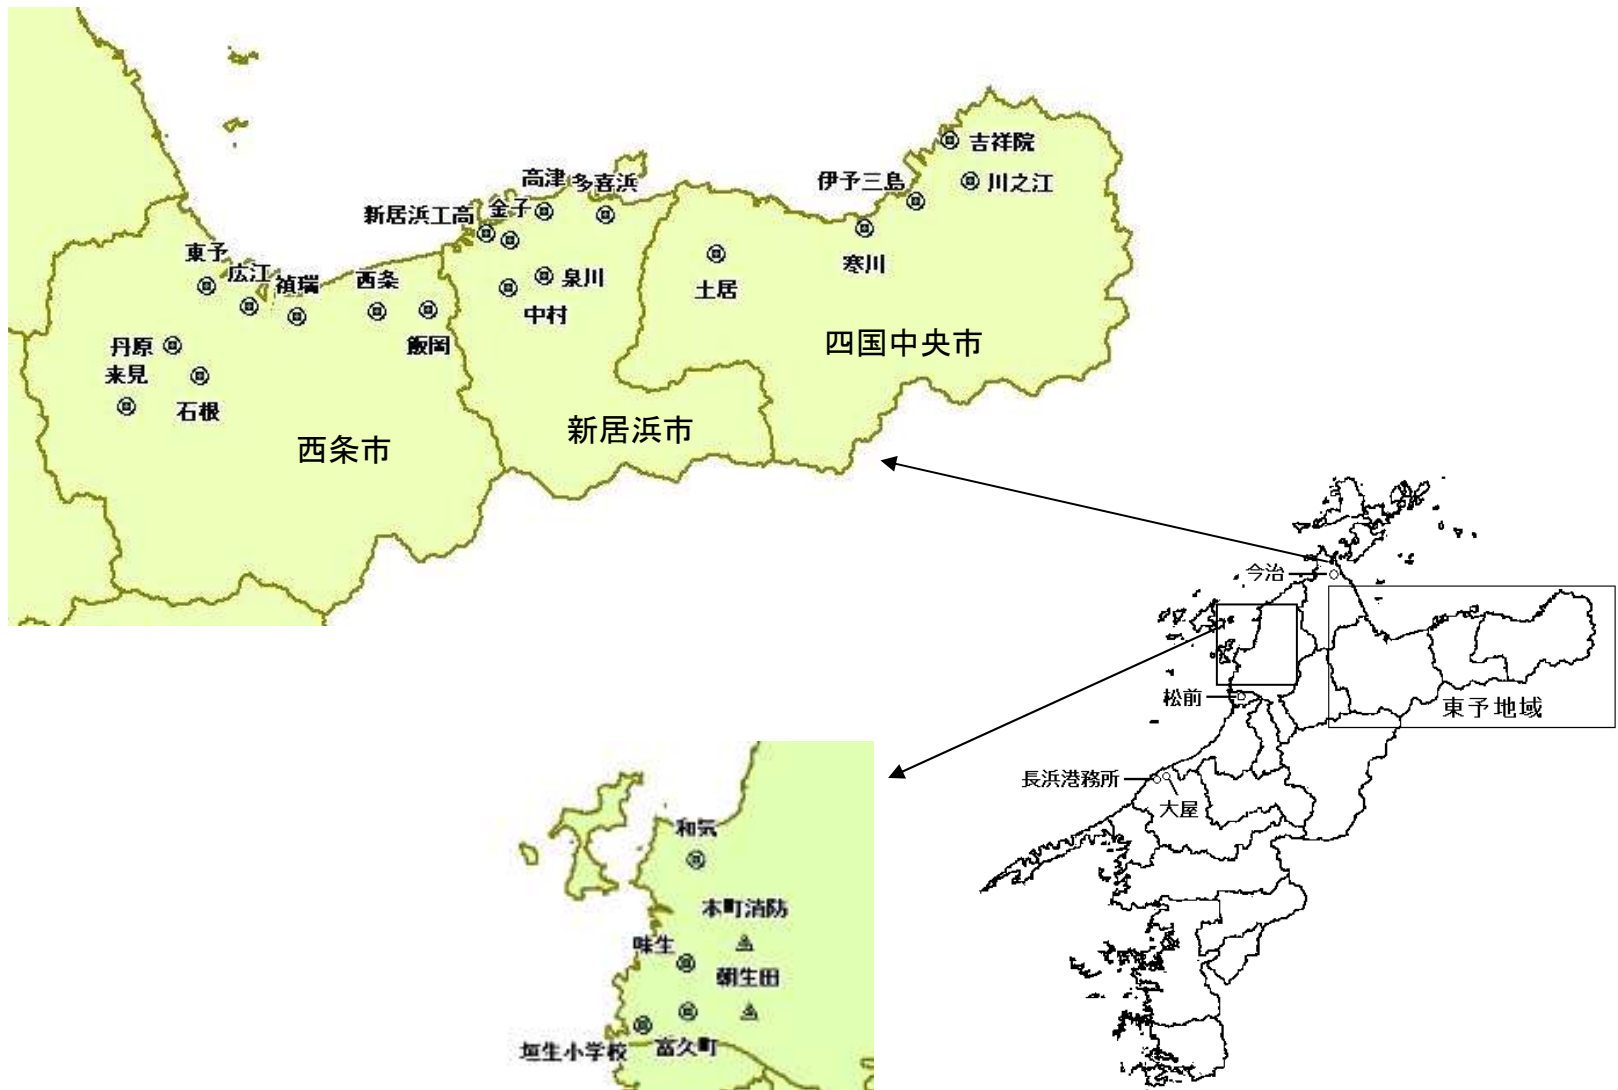 吉祥院
川之江
伊予三島
高津
多喜浜
新居浜工高
金子
寒川
東予
広江
禎瑞
西条
泉川
土居
中村
飯岡
丹原
来見
石根
四国中央市
新居浜市
西条市
今治
松前
東予地域
長浜港務所
大屋
和気
本町消防
味生
朝生田
垣生小学校
富久町